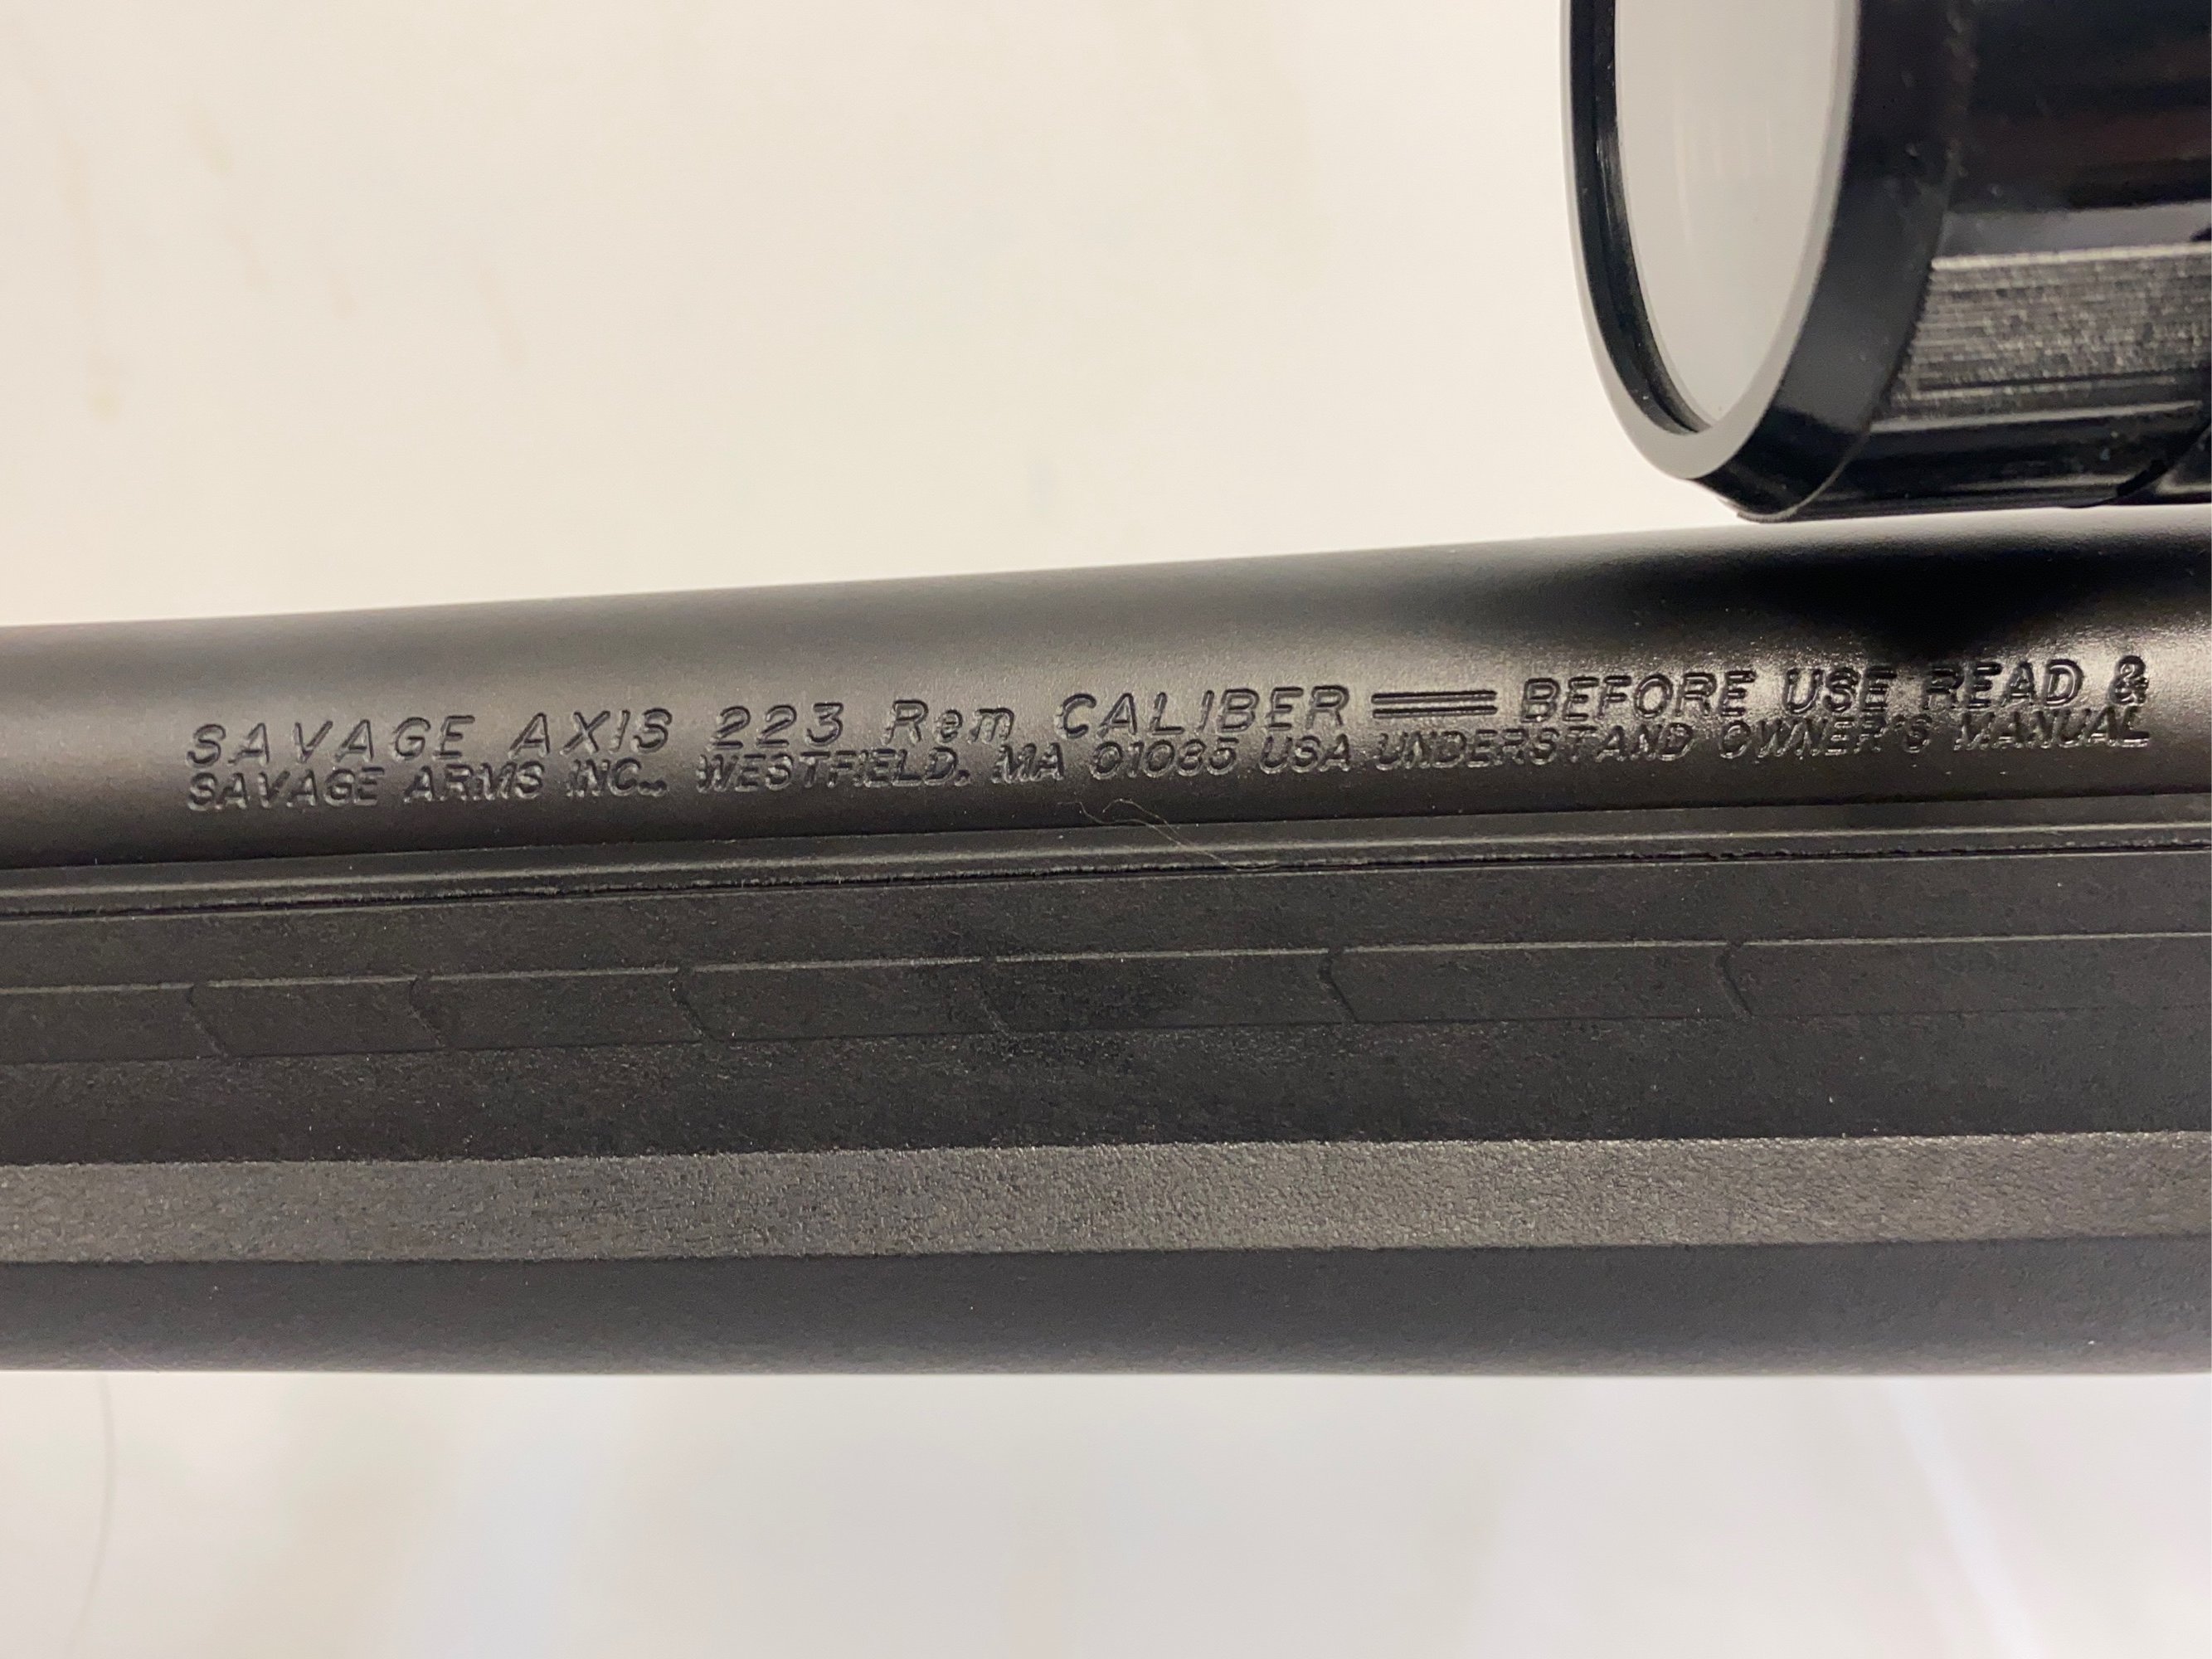 SAVAGE AXIS 223 Rem CALIBER ═══ BEFORE USE READ &
SAVAGE ARMS INC., WESTFIELD, MA 01085 USA UNDERSTAND OWNER'S MANUAL